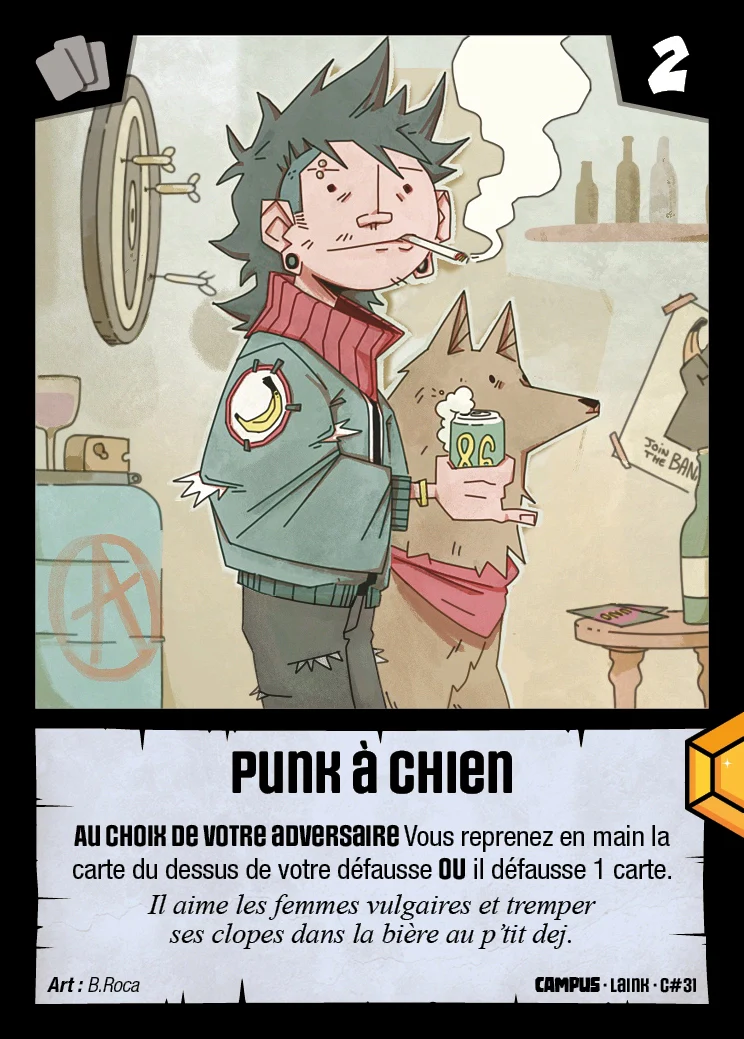 2
86
JOIN
THE BAN
PUNK À CHIEN
AU CHOIX DE VOTRE ADVERSAIRE Vous reprenez en main la
carte du dessus de votre défausse OU il défausse 1 carte.
Il aime les femmes vulgaires et tremper
ses clopes dans la bière au p'tit dej.
Art : B.Roca
CAMPUS · LAINK · C#31